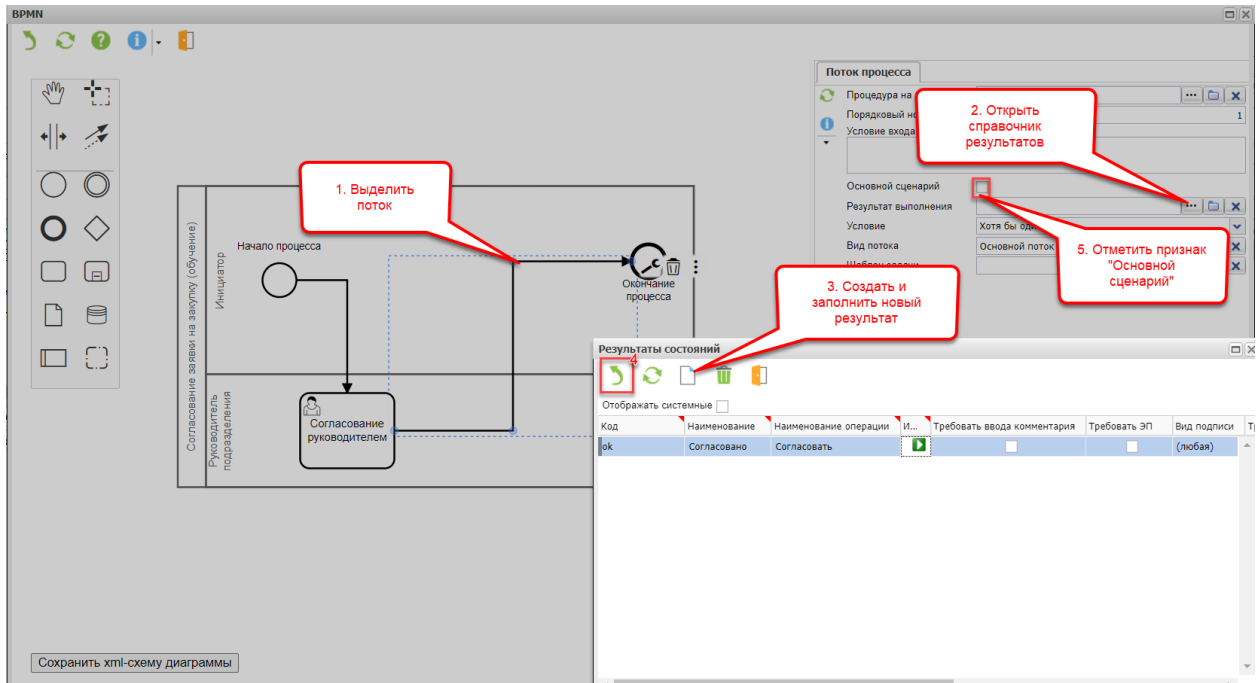 BPMN
Поток процесса
Процедура на
Порядковый но
1
Условие входа
2. Открыть
справочник
результатов
Основной сценарий
Результат выполнения
Условие
Хотя бы оди
Вид потока
Основной поток
5. Отметить признак
"Основной
сценарий"
1. Выделить
поток
Согласование заявки на закупку (обучение)
Инициатор
Начало процесса
Окончание
процесса
3. Создать и
заполнить новый
результат
Руководитель
подразделения
Согласование
руководителем
Результаты состояний
4
Отображать системные
Код Наименование Наименование операции И... Требовать ввода комментария Требовать ЭП Вид подписи
ok Согласовано Согласовать (любая)
Сохранить xml-схему диаграммы